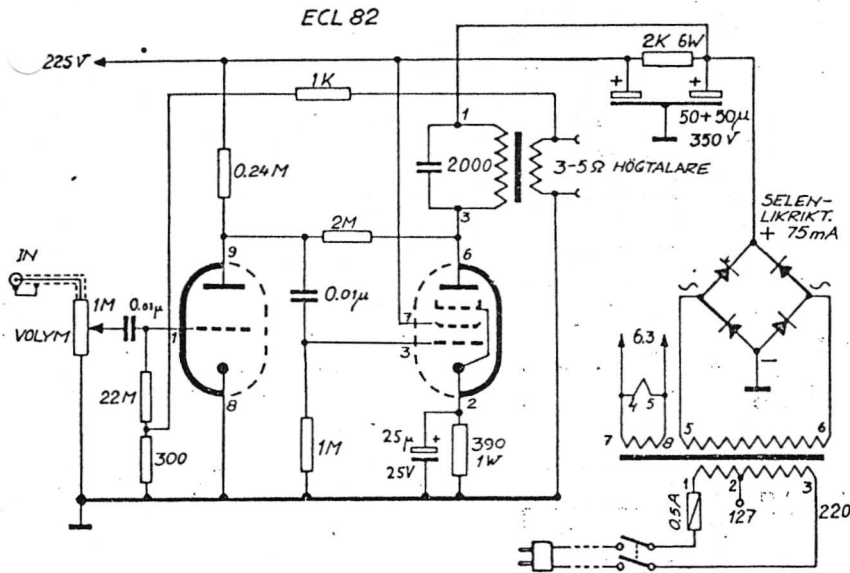 ECL 82
225V
1K
2K 6W
+
+
50+50µ
350V
1
2000
3-5Ω HÖGTALARE
3
0.24M
2M
SELEN-
LIKRIKT.
+ 75mA
IN
9
6
1M
0.01µ
0.01µ
VOLYM
1
7
3
8
2
6.3
4 5
22M
300
1M
25µ
+
25V
390
1W
7
8
5
6
1
2
3
0.5A
127
220